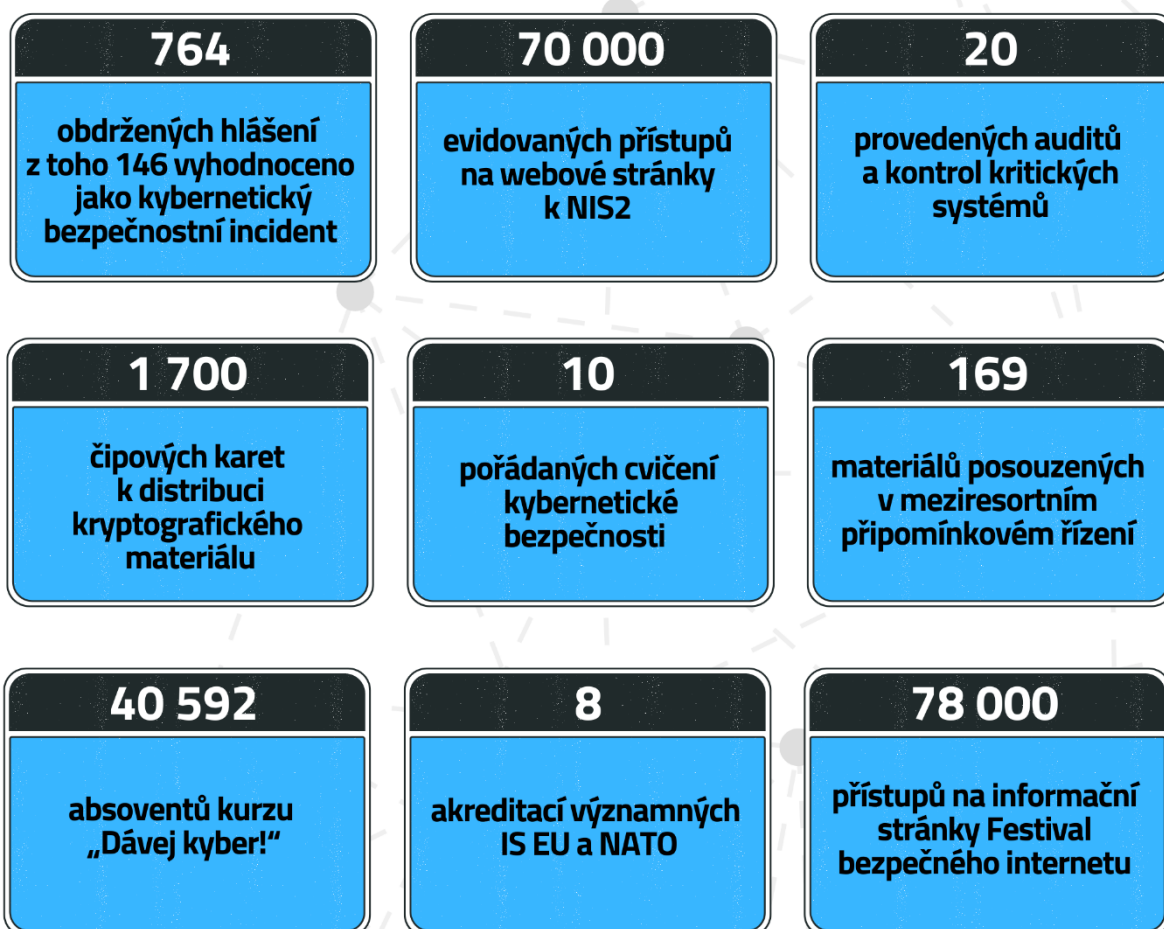 764
obdržených hlášení
z toho 146 vyhodnoceno
jako kybernetický
bezpečnostní incident
70 000
evidovaných přístupů
na webové stránky
k NIS2
20
provedených auditů
a kontrol kritických
systémů
1 700
čipových karet
k distribuci
kryptografického
materiálu
10
pořádaných cvičení
kybernetické
bezpečnosti
169
materiálů posouzených
v meziresortním
připomínkovém řízení
40 592
absoventů kurzu
„Dávej kyber!“
8
akreditací významných
IS EU a NATO
78 000
přístupů na informační
stránky Festival
bezpečného internetu